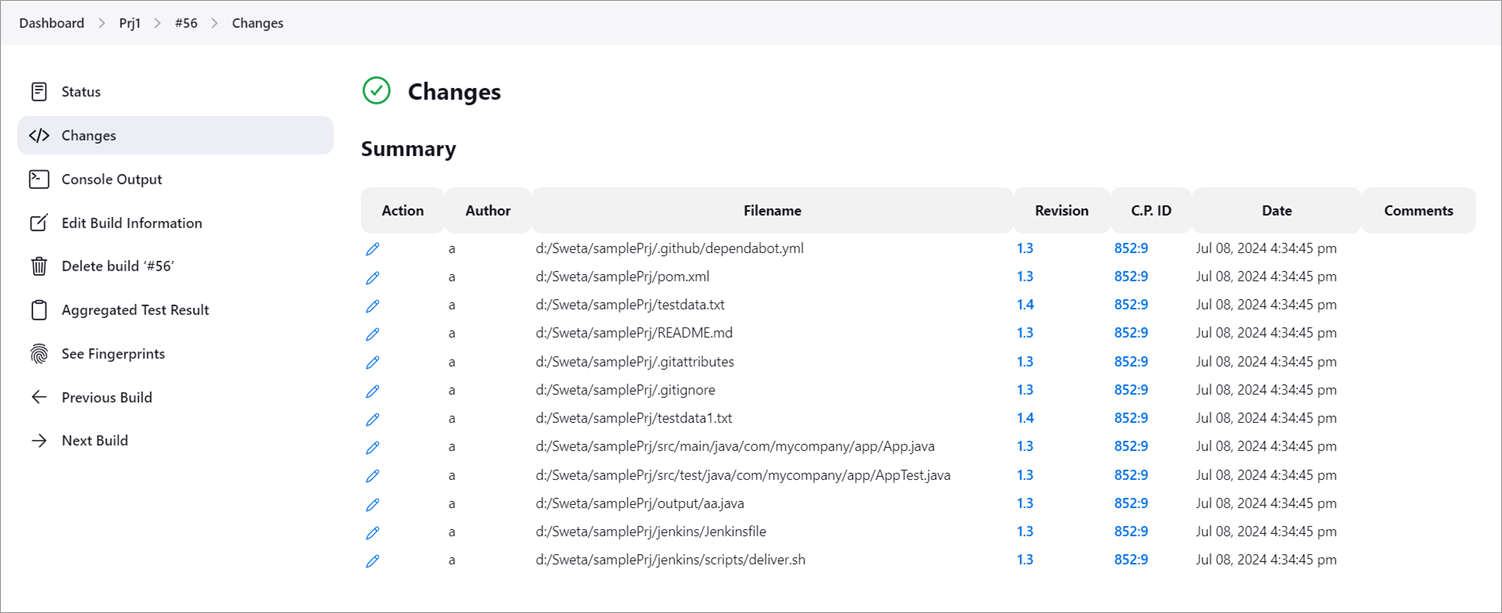 Dashboard > Prj1 > #56 > Changes
Status
Changes
Console Output
Edit Build Information
Delete build ‘#56’
Aggregated Test Result
See Fingerprints
Previous Build
Next Build
Changes
Summary
Action Author Filename Revision C.P. ID Date Comments
a d:/Sweta/samplePrj/.github/dependabot.yml 1.3 852:9 Jul 08, 2024 4:34:45 pm
a d:/Sweta/samplePrj/pom.xml 1.3 852:9 Jul 08, 2024 4:34:45 pm
a d:/Sweta/samplePrj/testdata.txt 1.4 852:9 Jul 08, 2024 4:34:45 pm
a d:/Sweta/samplePrj/README.md 1.3 852:9 Jul 08, 2024 4:34:45 pm
a d:/Sweta/samplePrj/.gitattributes 1.3 852:9 Jul 08, 2024 4:34:45 pm
a d:/Sweta/samplePrj/.gitignore 1.3 852:9 Jul 08, 2024 4:34:45 pm
a d:/Sweta/samplePrj/testdata1.txt 1.4 852:9 Jul 08, 2024 4:34:45 pm
a d:/Sweta/samplePrj/src/main/java/com/mycompany/app/App.java 1.3 852:9 Jul 08, 2024 4:34:45 pm
a d:/Sweta/samplePrj/src/test/java/com/mycompany/app/AppTest.java 1.3 852:9 Jul 08, 2024 4:34:45 pm
a d:/Sweta/samplePrj/output/aa.java 1.3 852:9 Jul 08, 2024 4:34:45 pm
a d:/Sweta/samplePrj/jenkins/Jenkinsfile 1.3 852:9 Jul 08, 2024 4:34:45 pm
a d:/Sweta/samplePrj/jenkins/scripts/deliver.sh 1.3 852:9 Jul 08, 2024 4:34:45 pm